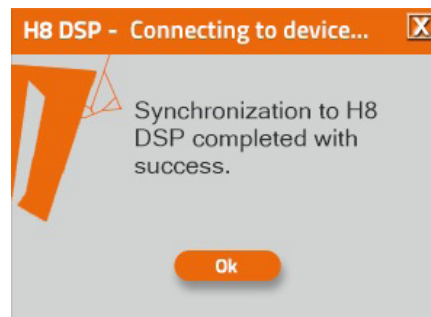 H8 DSP - Connecting to device... X
Synchronization to H8
DSP completed with
success.
Ok